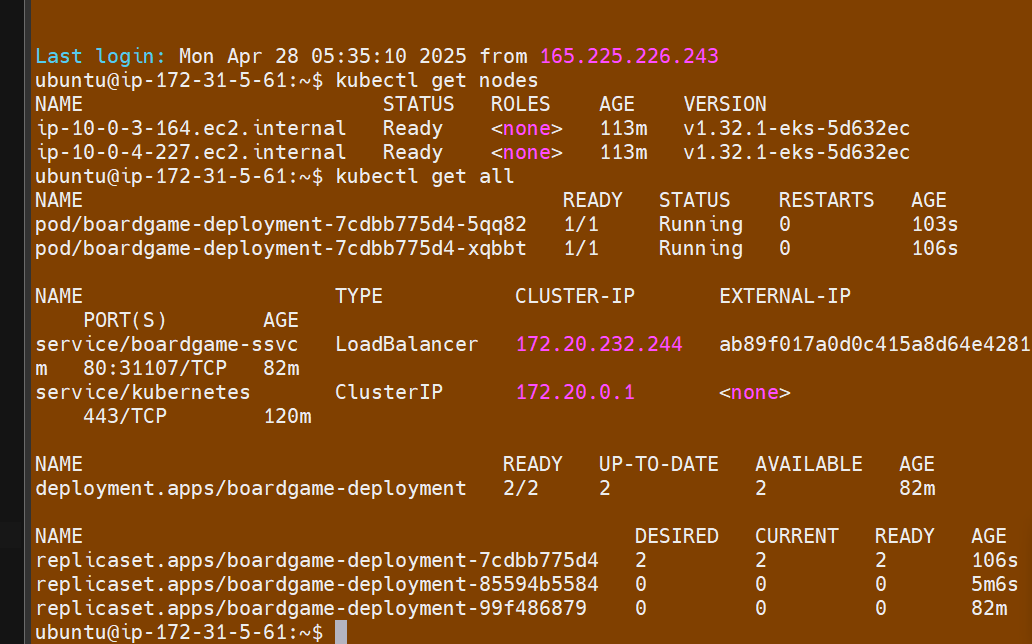 Last login: Mon Apr 28 05:35:10 2025 from 165.225.226.243
ubuntu@ip-172-31-5-61:~$ kubectl get nodes
NAME                         STATUS   ROLES    AGE    VERSION
ip-10-0-3-164.ec2.internal   Ready    <none>   113m   v1.32.1-eks-5d632ec
ip-10-0-4-227.ec2.internal   Ready    <none>   113m   v1.32.1-eks-5d632ec
ubuntu@ip-172-31-5-61:~$ kubectl get all
NAME                                        READY   STATUS    RESTARTS   AGE
pod/boardgame-deployment-7cdbb775d4-5qq82   1/1     Running   0          103s
pod/boardgame-deployment-7cdbb775d4-xqbbt   1/1     Running   0          106s
NAME                     TYPE           CLUSTER-IP       EXTERNAL-IP
    PORT(S)        AGE
service/boardgame-ssvc   LoadBalancer   172.20.232.244   ab89f017a0d0c415a8d64e4281
m   80:31107/TCP   82m
service/kubernetes       ClusterIP      172.20.0.1       <none>
    443/TCP        120m
NAME                                   READY   UP-TO-DATE   AVAILABLE   AGE
deployment.apps/boardgame-deployment   2/2     2            2           82m
NAME                                              DESIRED   CURRENT   READY   AGE
replicaset.apps/boardgame-deployment-7cdbb775d4   2         2         2       106s
replicaset.apps/boardgame-deployment-85594b5584   0         0         0       5m6s
replicaset.apps/boardgame-deployment-99f486879    0         0         0       82m
ubuntu@ip-172-31-5-61:~$